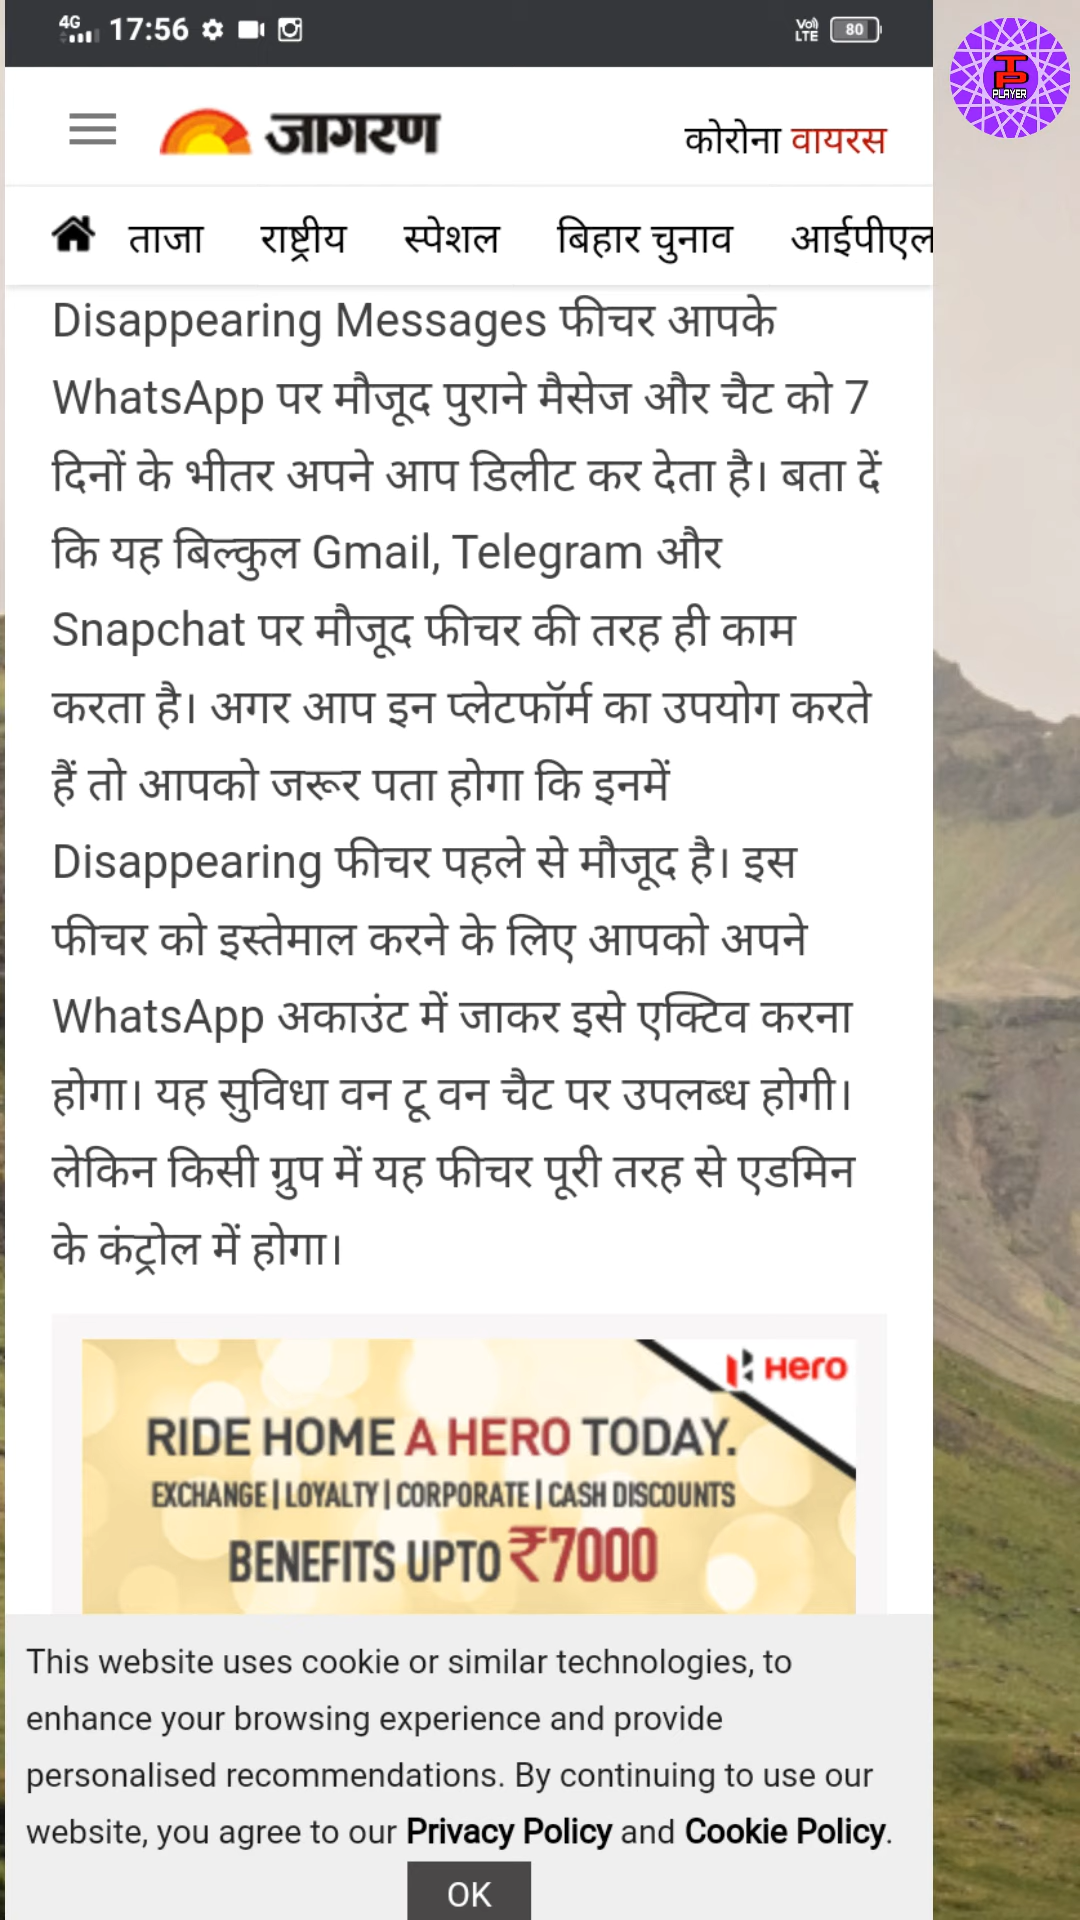 4G 17:56 Vo) LTE 80
TP PLAYER
जागरण कोरोना वायरस
ताजा राष्ट्रीय स्पेशल बिहार चुनाव आईपीएल
Disappearing Messages फीचर आपके
WhatsApp पर मौजूद पुराने मैसेज और चैट को 7
दिनों के भीतर अपने आप डिलीट कर देता है। बता दें
कि यह बिल्कुल Gmail, Telegram और
Snapchat पर मौजूद फीचर की तरह ही काम
करता है। अगर आप इन प्लेटफॉर्म का उपयोग करते
हैं तो आपको जरूर पता होगा कि इनमें
Disappearing फीचर पहले से मौजूद है। इस
फीचर को इस्तेमाल करने के लिए आपको अपने
WhatsApp अकाउंट में जाकर इसे एक्टिव करना
होगा। यह सुविधा वन टू वन चैट पर उपलब्ध होगी।
लेकिन किसी ग्रुप में यह फीचर पूरी तरह से एडमिन
के कंट्रोल में होगा।
Hero
RIDE HOME A HERO TODAY.
EXCHANGE | LOYALTY | CORPORATE | CASH DISCOUNTS
BENEFITS UPTO ₹7000
This website uses cookie or similar technologies, to
enhance your browsing experience and provide
personalised recommendations. By continuing to use our
website, you agree to our Privacy Policy and Cookie Policy.
OK